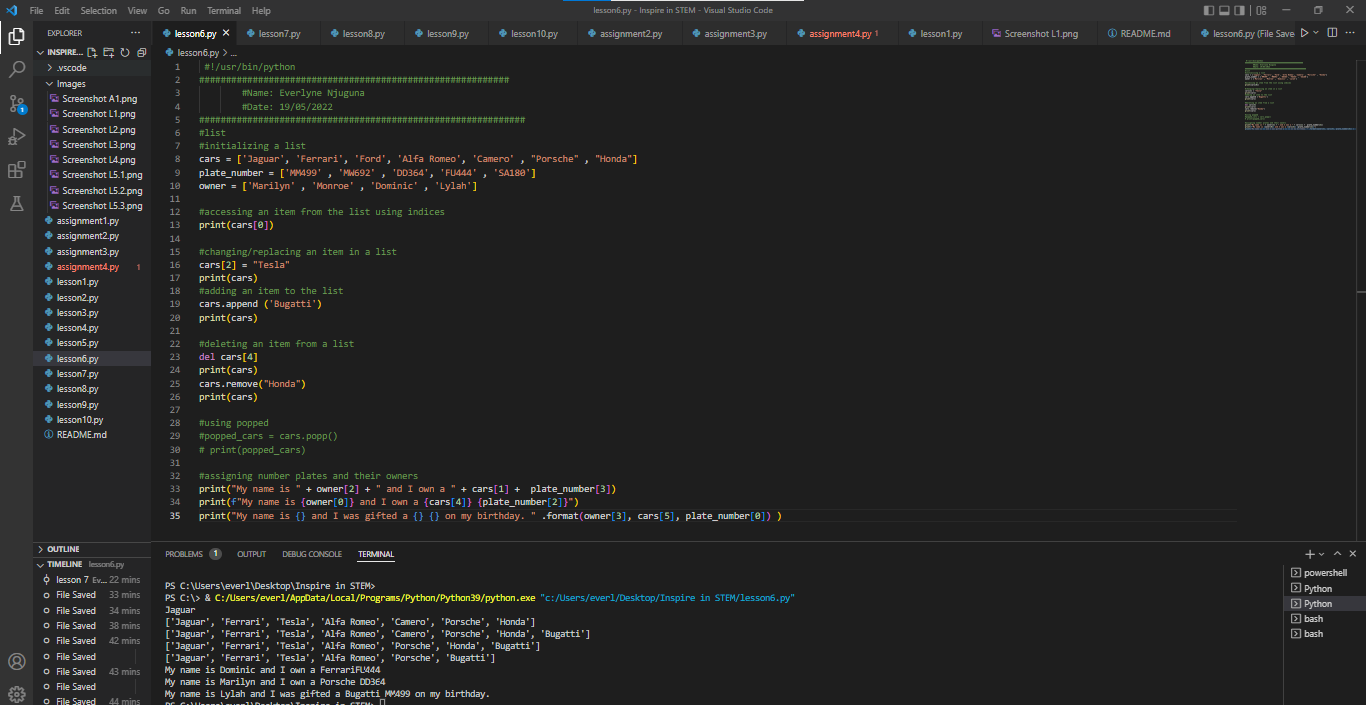 File Edit Selection View Go Run Terminal Help
lesson6.py - Inspire in STEM - Visual Studio Code
EXPLORER
INSPIRE...
.vscode
Images
Screenshot A1.png
Screenshot L1.png
Screenshot L2.png
Screenshot L3.png
Screenshot L4.png
Screenshot L5.1.png
Screenshot L5.2.png
Screenshot L5.3.png
assignment1.py
assignment2.py
assignment3.py
assignment4.py 1
lesson1.py
lesson2.py
lesson3.py
lesson4.py
lesson5.py
lesson6.py
lesson7.py
lesson8.py
lesson9.py
lesson10.py
README.md
OUTLINE
TIMELINE lesson6.py
lesson 7 Ev... 22 mins
File Saved 33 mins
File Saved 34 mins
File Saved 38 mins
File Saved 42 mins
File Saved
File Saved 43 mins
File Saved
File Saved 44 mins
1
lesson6.py lesson7.py lesson8.py lesson9.py lesson10.py assignment2.py assignment3.py assignment4.py 1 lesson1.py Screenshot L1.png README.md lesson6.py (File Save
lesson6.py > ...
1 #!/usr/bin/python
2 ##########################################################
3 #Name: Everlyne Njuguna
4 #Date: 19/05/2022
5 #############################################################
6 #list
7 #initializing a list
8 cars = ['Jaguar', 'Ferrari', 'Ford', 'Alfa Romeo', 'Camero' , "Porsche" , "Honda"]
9 plate_number = ['MM499' , 'MW692' , 'DD364', 'FU444' , 'SA180']
10 owner = ['Marilyn' , 'Monroe' , 'Dominic' , 'Lylah']
11
12 #accessing an item from the list using indices
13 print(cars[0])
14
15 #changing/replacing an item in a list
16 cars[2] = "Tesla"
17 print(cars)
18 #adding an item to the list
19 cars.append ('Bugatti')
20 print(cars)
21
22 #deleting an item from a list
23 del cars[4]
24 print(cars)
25 cars.remove("Honda")
26 print(cars)
27
28 #using popped
29 #popped_cars = cars.popp()
30 # print(popped_cars)
31
32 #assigning number plates and their owners
33 print("My name is " + owner[2] + " and I own a " + cars[1] +  plate_number[3])
34 print(f"My name is {owner[0]} and I own a {cars[4]} {plate_number[2]}")
35 print("My name is {} and I was gifted a {} {} on my birthday. " .format(owner[3], cars[5], plate_number[0]) )
PROBLEMS 1 OUTPUT DEBUG CONSOLE TERMINAL
PS C:\Users\everl\Desktop\Inspire in STEM>
PS C:\> & C:/Users/everl/AppData/Local/Programs/Python/Python39/python.exe "c:/Users/everl/Desktop/Inspire in STEM/lesson6.py"
Jaguar
['Jaguar', 'Ferrari', 'Tesla', 'Alfa Romeo', 'Camero', 'Porsche', 'Honda']
['Jaguar', 'Ferrari', 'Tesla', 'Alfa Romeo', 'Camero', 'Porsche', 'Honda', 'Bugatti']
['Jaguar', 'Ferrari', 'Tesla', 'Alfa Romeo', 'Porsche', 'Honda', 'Bugatti']
['Jaguar', 'Ferrari', 'Tesla', 'Alfa Romeo', 'Porsche', 'Bugatti']
My name is Dominic and I own a FerrariFU444
My name is Marilyn and I own a Porsche DD364
My name is Lylah and I was gifted a Bugatti MM499 on my birthday.
PS C:\Users\everl\Desktop\Inspire in STEM>
powershell
Python
Python
bash
bash